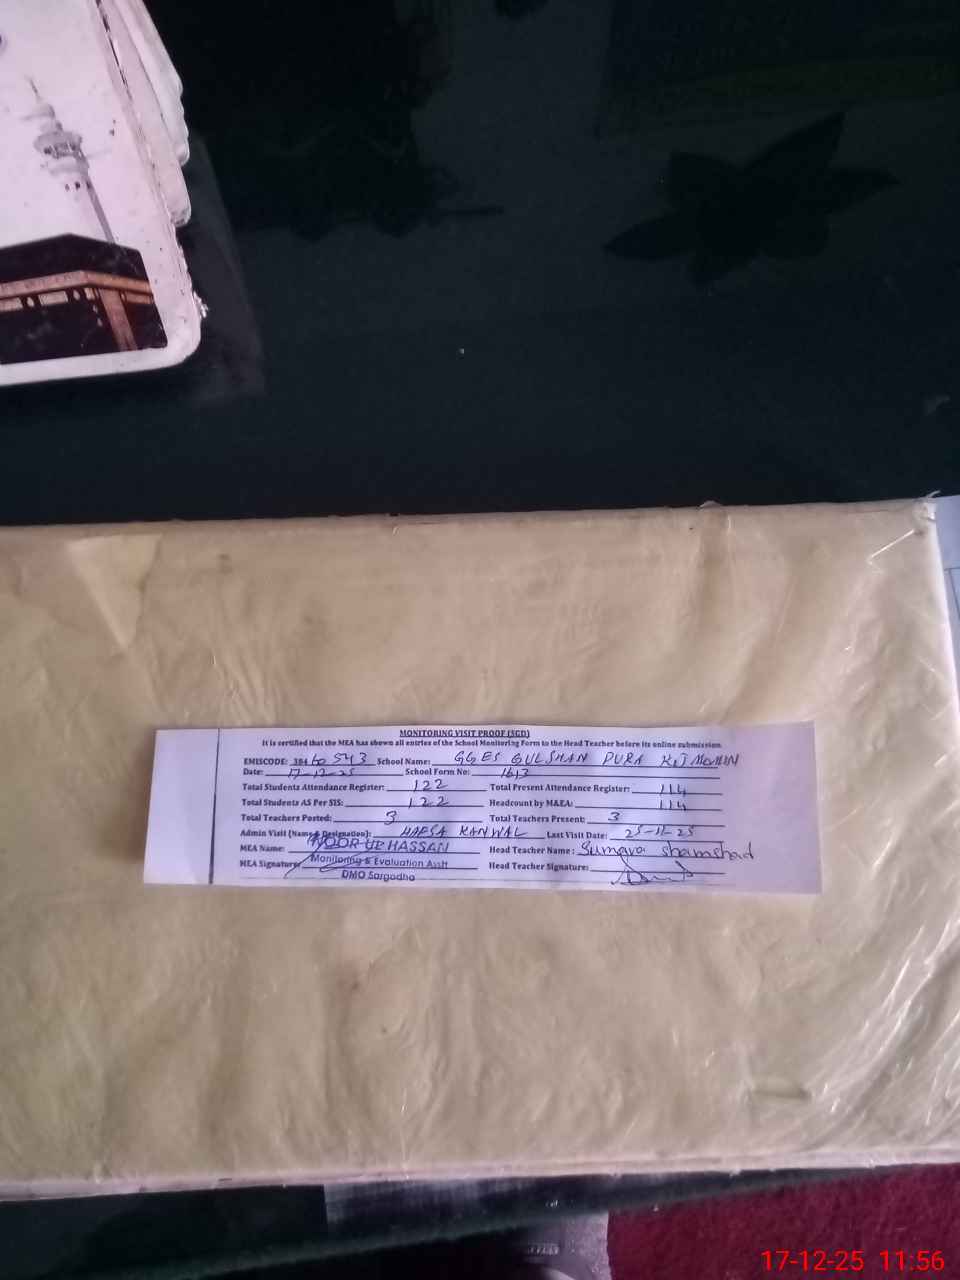 MONITORING VISIT PROOF (SGD)
It is certified that the MEA has shown all entries of the School Monitoring Form to the Head Teacher before its online submission.
EMISCODE: 384 to 543 School Name: GGES GULSHAN PURA KOT MOMIN
Date: 17-12-25 School Form No: 1613
Total Students Attendance Register: 122 Total Present Attendance Register: 114
Total Students AS Per SIS: 122 Headcount by M&EA: 114
Total Teachers Posted: 3 Total Teachers Present: 3
Admin Visit (Name & Designation): HAFSA KANWAL Last Visit Date: 25-11-25
MEA Name: NOOR UL HASSAN Head Teacher Name: Sumaya shamshad
MEA Signature: Monitoring & Evaluation Asstt Head Teacher Signature:
DMO Sargodha
17-12-25 11:56